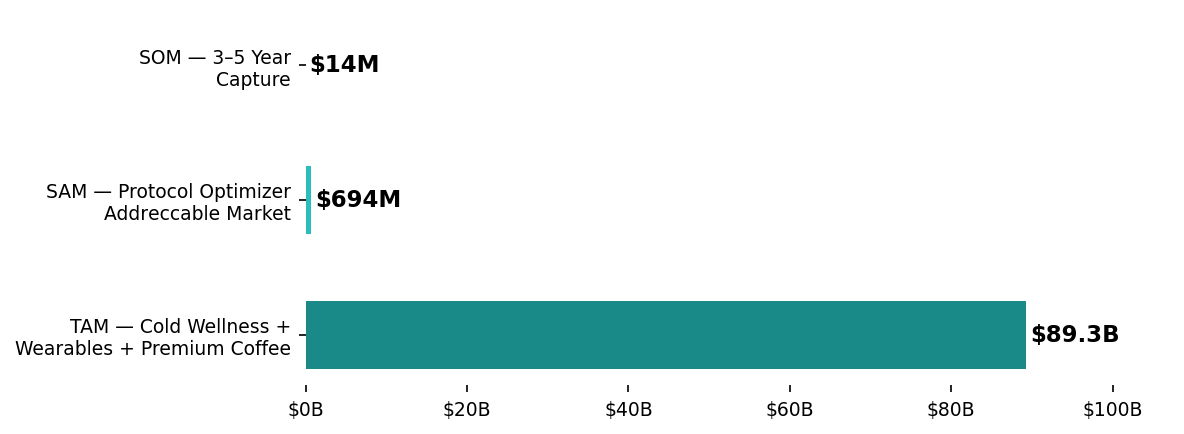 SOM — 3–5 Year
Capture
$14M
SAM — Protocol Optimizer
Addreccable Market
$694M
TAM — Cold Wellness +
Wearables + Premium Coffee
$89.3B
$0B
$20B
$40B
$60B
$80B
$100B